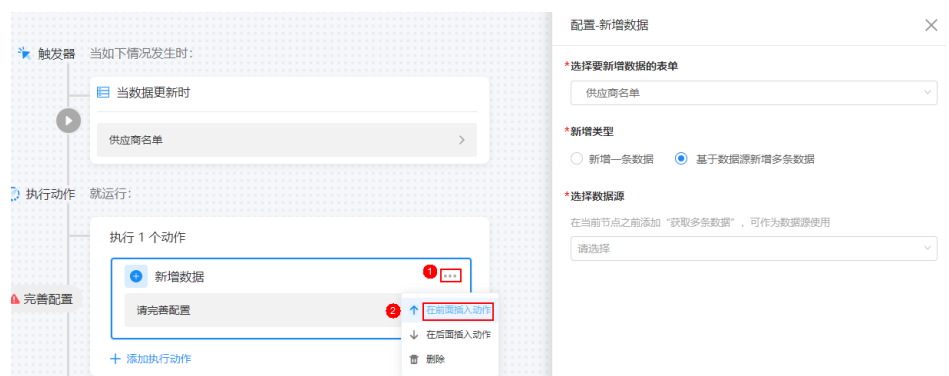 触发器
当如下情况发生时：
当数据更新时
供应商名单
执行动作
就运行：
执行 1 个动作
新增数据
1
完善配置
请完善配置
2
在前面插入动作
在后面插入动作
删除
添加执行动作
配置-新增数据
*选择要新增数据的表单
供应商名单
*新增类型
新增一条数据
基于数据源新增多条数据
*选择数据源
在当前节点之前添加“获取多条数据”，可作为数据源使用
请选择